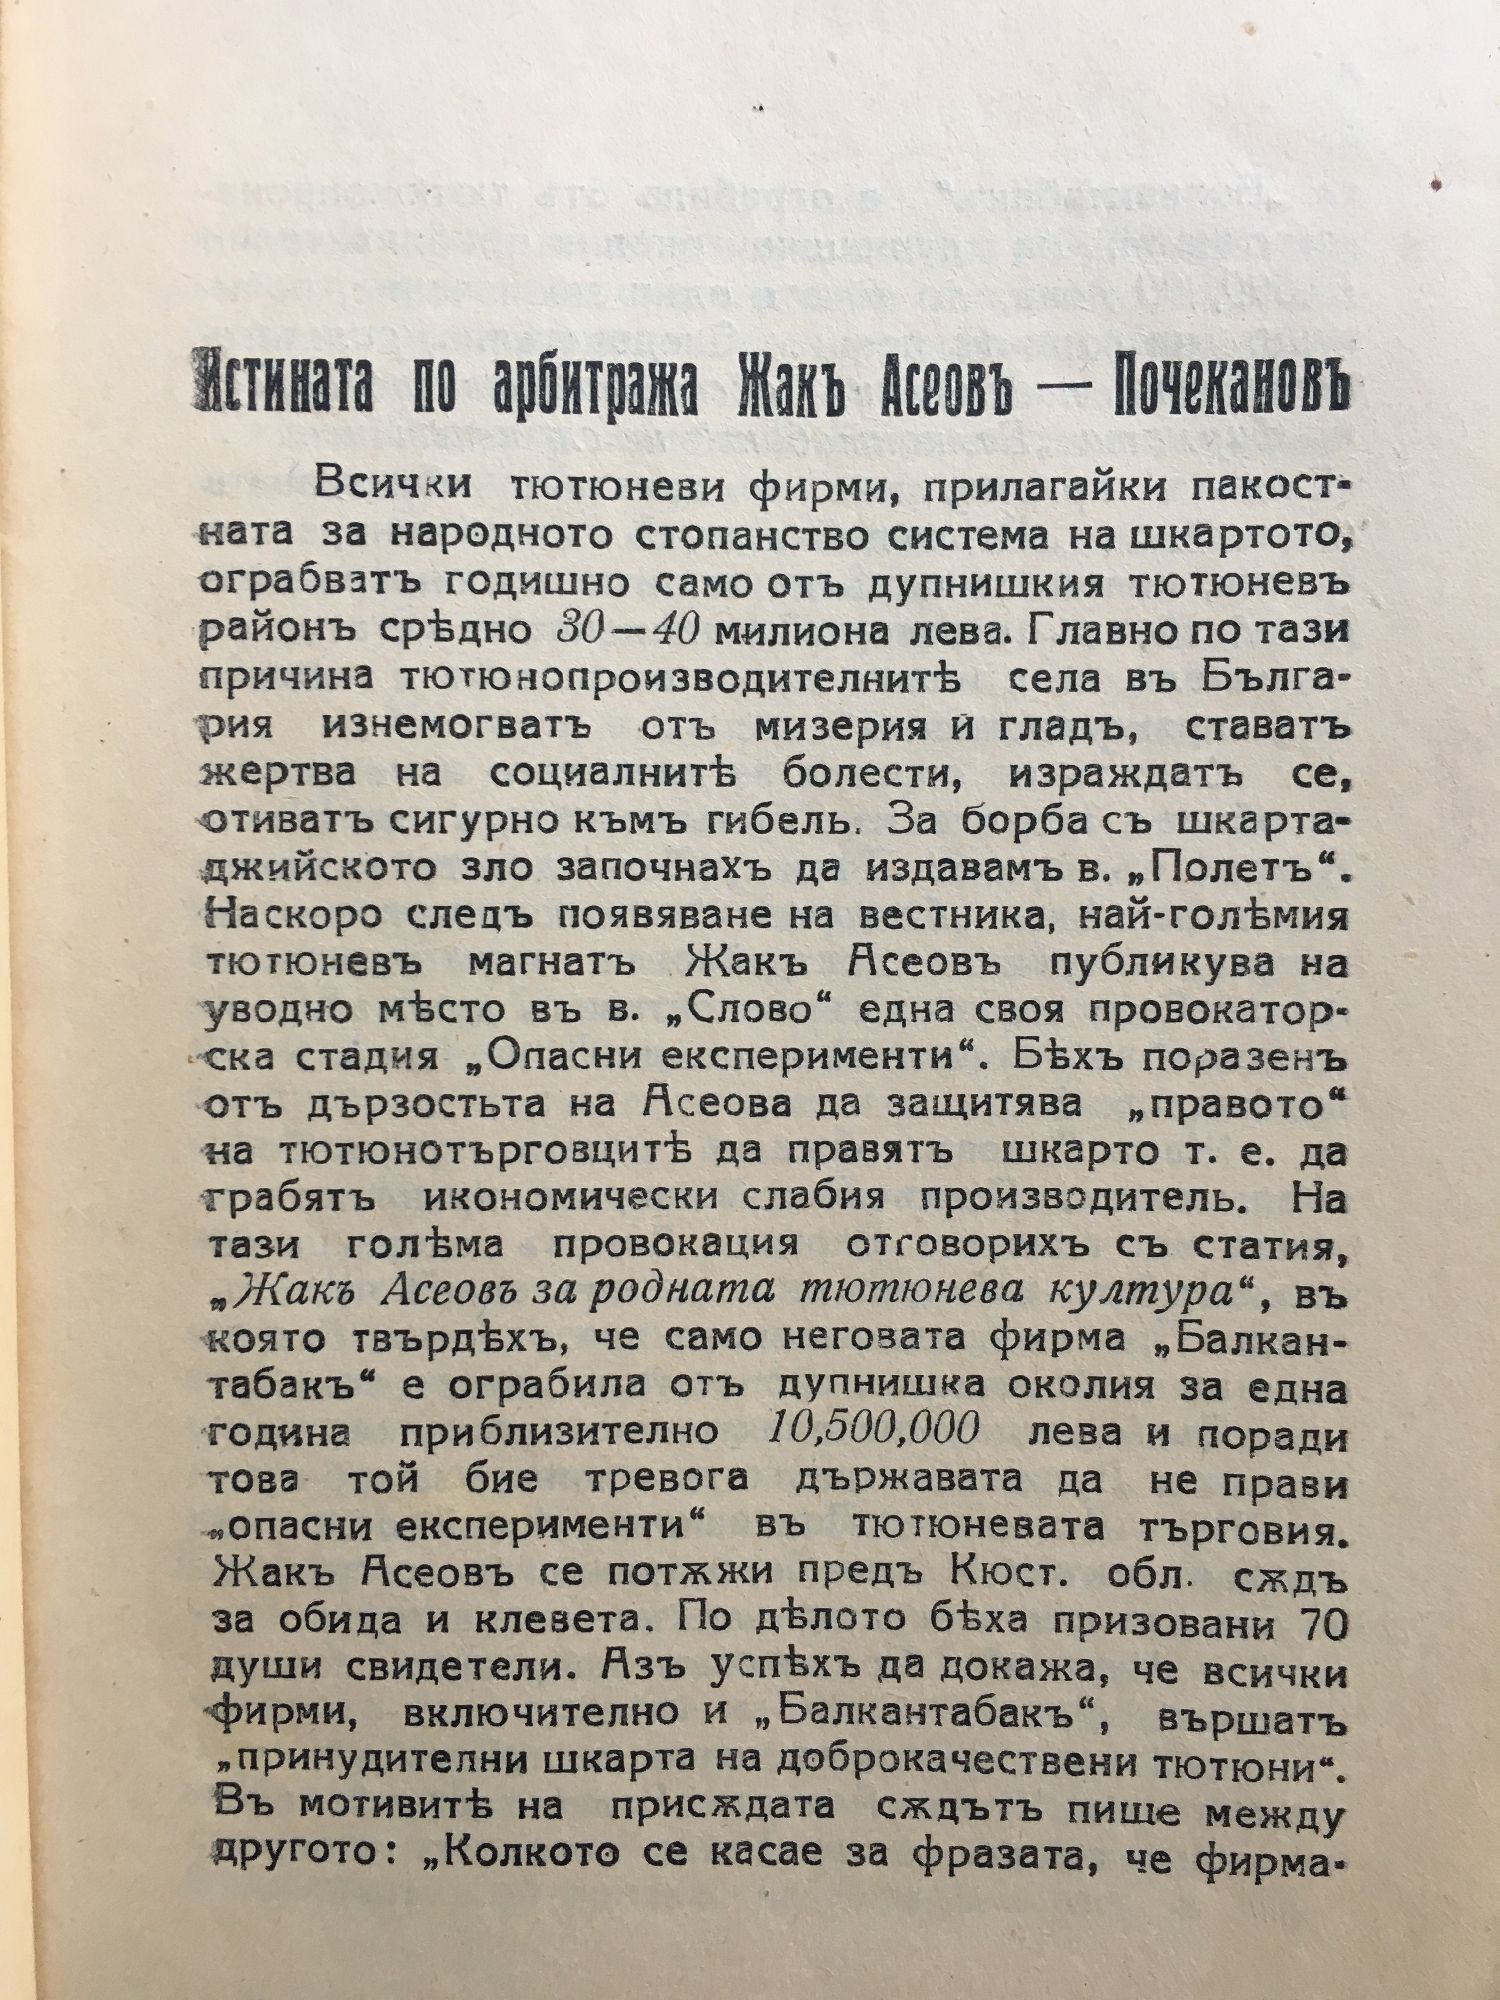 Истината по арбитража Жакъ Асеовъ — Почекановъ
Всички тютюневи фирми, прилагайки пакост-
ната за народното стопанство система на шкартото,
ограбватъ годишно само отъ дупнишкия тютюневъ
районъ срѣдно 30—40 милиона лева. Главно по тази
причина тютюнопроизводителнитѣ села въ Бълга-
рия изнемогватъ отъ мизерия и гладъ, ставатъ
жертва на социалнитѣ болести, израждатъ се,
отиватъ сигурно къмъ гибель. За борба съ шкарта-
джийското зло започнахъ да издавамъ в. „Полетъ“.
Наскоро следъ появяване на вестника, най-голѣмия
тютюневъ магнатъ Жакъ Асеовъ публикува на
уводно мѣсто въ в. „Слово“ една своя провокатор-
ска стадия „Опасни експерименти“. Бѣхъ поразенъ
отъ дързостьта на Асеова да защитява „правото“
на тютюнотърговцитѣ да правятъ шкарто т. е. да
грабятъ икономически слабия производитель. На
тази голѣма провокация отговорихъ съ статия,
„Жакъ Асеовъ за родната тютюнева култура“, въ
която твърдѣхъ, че само неговата фирма „Балкан-
табакъ“ е ограбила отъ дупнишка околия за една
година приблизително 10,500,000 лева и поради
това той бие тревога държавата да не прави
„опасни експерименти“ въ тютюневата търговия.
Жакъ Асеовъ се потѫжи предъ Кюст. обл. сѫдъ
за обида и клевета. По дѣлото бѣха призовани 70
души свидетели. Азъ успѣхъ да докажа, че всички
фирми, включително и „Балкантабакъ“, вършатъ
„принудителни шкарта на доброкачествени тютюни“.
Въ мотивитѣ на присѫдата сѫдътъ пише между
другото: „Колкото се касае за фразата, че фирма-